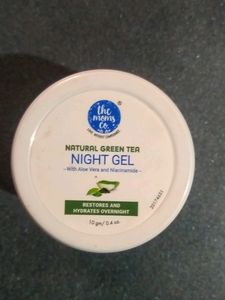 the
moms
co.
®
NATURAL GREEN TEA
NIGHT GEL
–With Aloe Vera and Niacinamide–
RESTORES AND
HYDRATES OVERNIGHT
10 gm/ 0.4 oz.